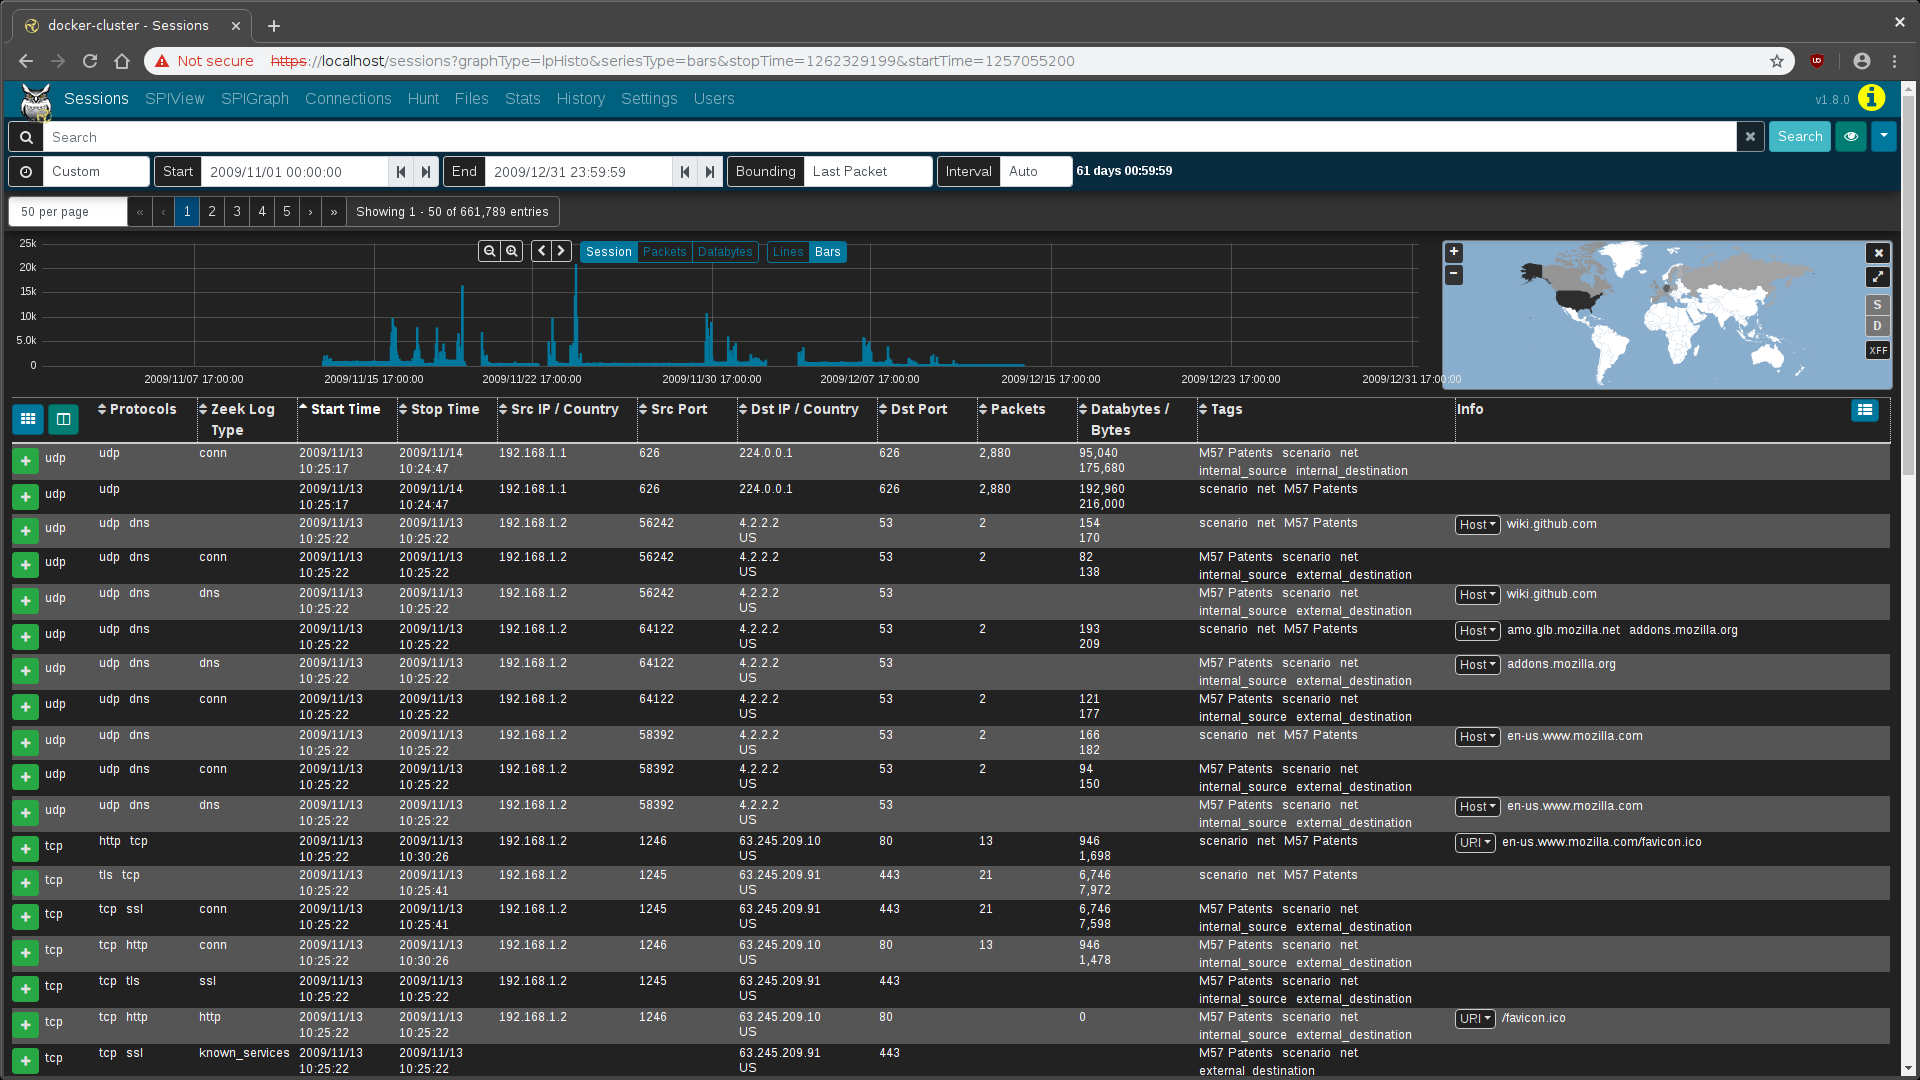 docker-cluster - Sessions
Not secure https://localhost/sessions?graphType=lpHisto&seriesType=bars&stopTime=1262329199&startTime=1257055200
Sessions SPIView SPIGraph Connections Hunt Files Stats History Settings Users v1.8.0
Search Search
Custom Start 2009/11/01 00:00:00 End 2009/12/31 23:59:59 Bounding Last Packet Interval Auto 61 days 00:59:59
50 per page « ‹ 1 2 3 4 5 › » Showing 1 - 50 of 661,789 entries
Session Packets Databytes Lines Bars
25k
20k
15k
10k
5.0k
0
2009/11/07 17:00:00 2009/11/15 17:00:00 2009/11/22 17:00:00 2009/11/30 17:00:00 2009/12/07 17:00:00 2009/12/15 17:00:00 2009/12/23 17:00:00 2009/12/31 17:00:00
+
−
S
D
XFF
Protocols Zeek Log Type Start Time Stop Time Src IP / Country Src Port Dst IP / Country Dst Port Packets Databytes / Bytes Tags Info
udp udp conn 2009/11/13 2009/11/14 192.168.1.1 626 224.0.0.1 626 2,880 95,040 M57 Patents scenario net
10:25:17 10:24:47 175,680 internal_source internal_destination
udp udp 2009/11/13 2009/11/14 192.168.1.1 626 224.0.0.1 626 2,880 192,960 scenario net M57 Patents
10:25:17 10:24:47 216,000
udp udp dns 2009/11/13 2009/11/13 192.168.1.2 56242 4.2.2.2 53 2 154 scenario net M57 Patents Host wiki.github.com
10:25:22 10:25:22 US 170
udp udp dns conn 2009/11/13 2009/11/13 192.168.1.2 56242 4.2.2.2 53 2 82 M57 Patents scenario net
10:25:22 10:25:22 US 138 internal_source external_destination
udp udp dns dns 2009/11/13 2009/11/13 192.168.1.2 56242 4.2.2.2 53 M57 Patents scenario net Host wiki.github.com
10:25:22 10:25:22 US internal_source external_destination
udp udp dns 2009/11/13 2009/11/13 192.168.1.2 64122 4.2.2.2 53 2 193 scenario net M57 Patents Host amo.glb.mozilla.net addons.mozilla.org
10:25:22 10:25:22 US 209
udp udp dns dns 2009/11/13 2009/11/13 192.168.1.2 64122 4.2.2.2 53 M57 Patents scenario net Host addons.mozilla.org
10:25:22 10:25:22 US internal_source external_destination
udp udp dns conn 2009/11/13 2009/11/13 192.168.1.2 64122 4.2.2.2 53 2 121 M57 Patents scenario net
10:25:22 10:25:22 US 177 internal_source external_destination
udp udp dns 2009/11/13 2009/11/13 192.168.1.2 58392 4.2.2.2 53 2 166 scenario net M57 Patents Host en-us.www.mozilla.com
10:25:22 10:25:22 US 182
udp udp dns conn 2009/11/13 2009/11/13 192.168.1.2 58392 4.2.2.2 53 2 94 M57 Patents scenario net
10:25:22 10:25:22 US 150 internal_source external_destination
udp udp dns dns 2009/11/13 2009/11/13 192.168.1.2 58392 4.2.2.2 53 M57 Patents scenario net Host en-us.www.mozilla.com
10:25:22 10:25:22 US internal_source external_destination
tcp http tcp 2009/11/13 2009/11/13 192.168.1.2 1246 63.245.209.10 80 13 946 scenario net M57 Patents URI en-us.www.mozilla.com/favicon.ico
10:25:22 10:30:26 US 1,698
tcp tls tcp 2009/11/13 2009/11/13 192.168.1.2 1245 63.245.209.91 443 21 6,746 scenario net M57 Patents
10:25:22 10:25:41 US 7,972
tcp tcp ssl conn 2009/11/13 2009/11/13 192.168.1.2 1245 63.245.209.91 443 21 6,746 M57 Patents scenario net
10:25:22 10:25:41 US 7,598 internal_source external_destination
tcp tcp http conn 2009/11/13 2009/11/13 192.168.1.2 1246 63.245.209.10 80 13 946 M57 Patents scenario net
10:25:22 10:30:26 US 1,478 internal_source external_destination
tcp tcp tls ssl 2009/11/13 2009/11/13 192.168.1.2 1245 63.245.209.91 443 M57 Patents scenario net
10:25:22 10:25:22 US internal_source external_destination
tcp tcp http http 2009/11/13 2009/11/13 192.168.1.2 1246 63.245.209.10 80 0 M57 Patents scenario net URI /favicon.ico
10:25:22 10:25:22 US internal_source external_destination
tcp tcp ssl known_services 2009/11/13 2009/11/13 63.245.209.91 443 M57 Patents scenario net
10:25:22 10:25:22 US external_destination